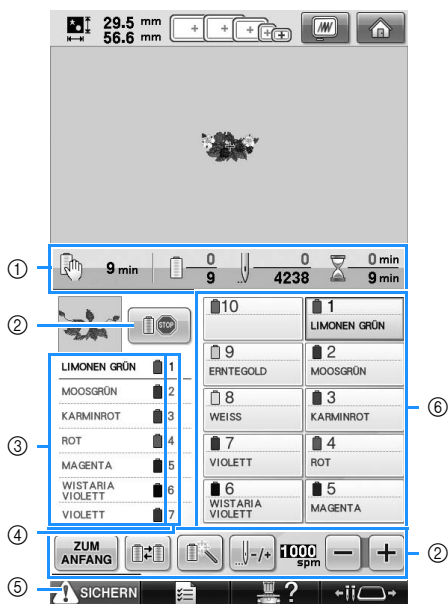 29.5 mm
56.6 mm
① 9 min 0 0 0 min
9 4238 9 min
② STOP
③
LIMONEN GRÜN 1
MOOSGRÜN 2
KARMINROT 3
ROT 4
MAGENTA 5
WISTARIA
VIOLETT 6
VIOLETT 7
10
1
LIMONEN GRÜN
9
ERNTEGOLD
2
MOOSGRÜN
8
WEISS
3
KARMINROT
7
VIOLETT
4
ROT
6
WISTARIA
VIOLETT
5
MAGENTA
⑥
④
ZUM
ANFANG
-/+
1000
spm
− +
②
⑤ SICHERN ?